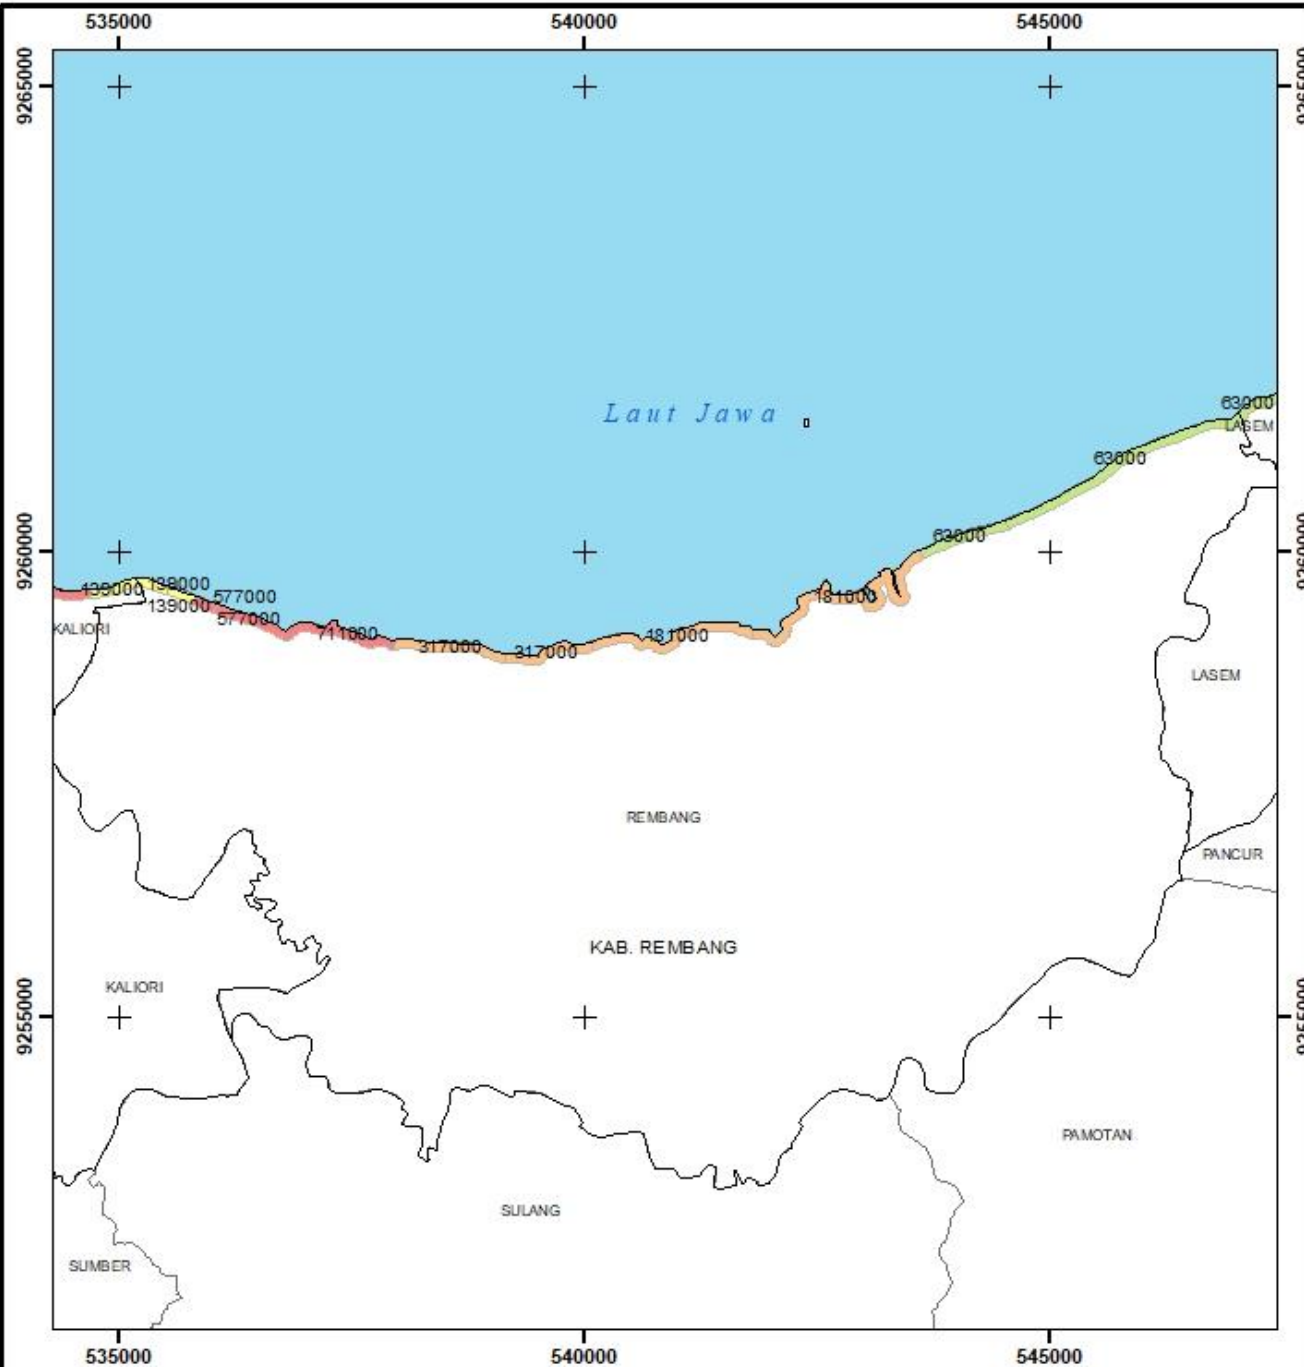 535000 540000 545000
9265000 9265000
Laut Jawa
63000
LASEM
63000
63000
9260000 9260000
139000 139000
139000 577000 181000
577000
KALIORI 711000 481000
317000 317000
LASEM
REMBANG
PANCUR
KAB. REMBANG
KALIORI
9255000 9255000
PAMOTAN
SULANG
SUMBER
535000 540000 545000